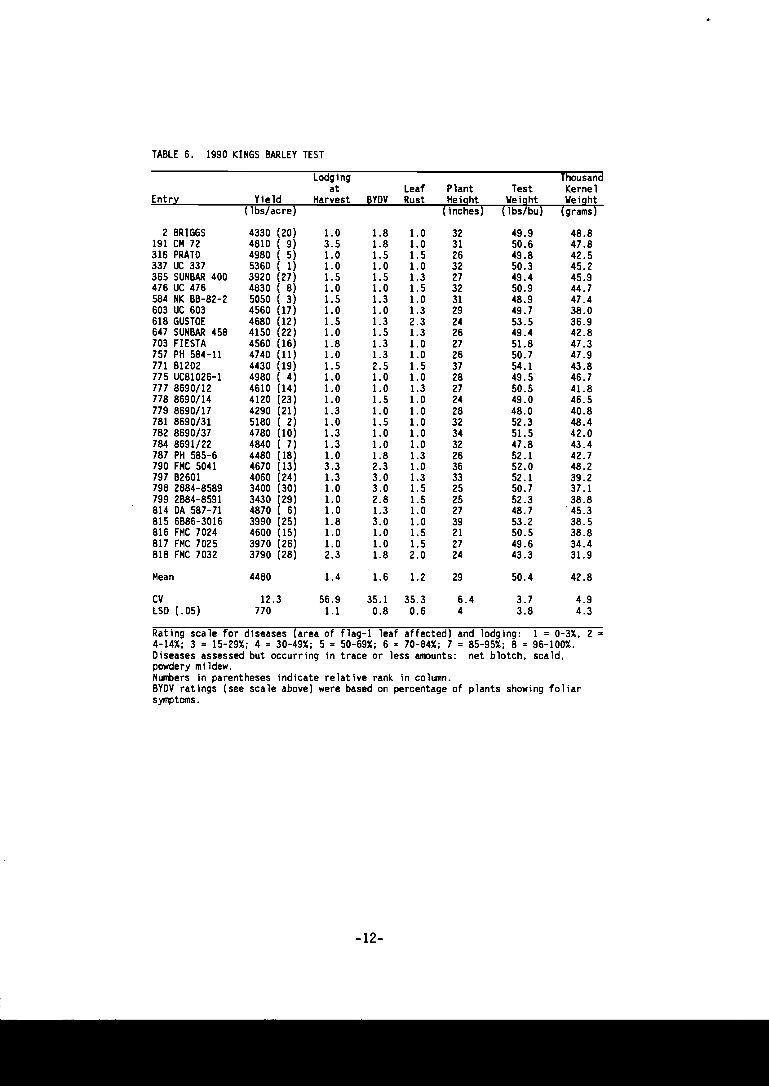 TABLE 6. 1990 KINGS BARLEY TEST
Lodging Thousand
at Leaf Plant Test Kernel
Entry Yield Harvest BYDV Rust Height Weight Weight
(lbs/acre) (inches) (lbs/bu) (grams)
2 BRIGGS 4330 (20) 1.0 1.8 1.0 32 49.9 48.8
191 CM 72 4810 ( 9) 3.5 1.8 1.0 31 50.6 47.8
316 PRATO 4980 ( 5) 1.0 1.5 1.5 26 49.8 42.5
337 UC 337 5360 ( 1) 1.0 1.0 1.0 32 50.3 45.2
365 SUNBAR 400 3920 (27) 1.5 1.5 1.3 27 49.4 45.9
476 UC 476 4830 ( 8) 1.0 1.0 1.5 32 50.9 44.7
584 NK BB-82-2 5050 ( 3) 1.5 1.3 1.0 31 48.9 47.4
603 UC 603 4560 (17) 1.0 1.0 1.3 29 49.7 38.0
618 GUSTOE 4680 (12) 1.5 1.3 2.3 24 53.5 36.9
647 SUNBAR 458 4150 (22) 1.0 1.5 1.3 26 49.4 42.8
703 FIESTA 4560 (16) 1.8 1.3 1.0 27 51.8 47.3
757 PH 584-11 4740 (11) 1.0 1.3 1.0 26 50.7 47.9
771 B1202 4430 (19) 1.5 2.5 1.5 37 54.1 43.8
775 UC81026-1 4980 ( 4) 1.0 1.0 1.0 28 49.5 46.7
777 8690/12 4610 (14) 1.0 1.0 1.3 27 50.5 41.8
778 8690/14 4120 (23) 1.0 1.5 1.0 24 49.0 46.5
779 8690/17 4290 (21) 1.3 1.0 1.0 28 48.0 40.8
781 8690/31 5180 ( 2) 1.0 1.5 1.0 32 52.3 48.4
782 8690/37 4780 (10) 1.3 1.0 1.0 34 51.5 42.0
784 8691/22 4840 ( 7) 1.3 1.0 1.0 32 47.8 43.4
787 PH 585-6 4480 (18) 1.0 1.8 1.3 26 52.1 42.7
790 FMC 5041 4670 (13) 3.3 2.3 1.0 36 52.0 48.2
797 B2601 4060 (24) 1.3 3.0 1.3 33 52.1 39.2
798 2B84-8589 3400 (30) 1.0 3.0 1.5 25 50.7 37.1
799 2B84-8591 3430 (29) 1.0 2.8 1.5 25 52.3 38.8
814 DA 587-71 4870 ( 6) 1.0 1.3 1.0 27 48.7 45.3
815 6B86-3016 3990 (25) 1.8 3.0 1.0 39 53.2 38.5
816 FMC 7024 4600 (15) 1.0 1.0 1.5 21 50.5 38.8
817 FMC 7025 3970 (26) 1.0 1.0 1.5 27 49.6 34.4
818 FMC 7032 3790 (28) 2.3 1.8 2.0 24 43.3 31.9
Mean 4480 1.4 1.6 1.2 29 50.4 42.8
CV 12.3 56.9 35.1 35.3 6.4 3.7 4.9
LSD (.05) 770 1.1 0.8 0.6 4 3.8 4.3
Rating scale for diseases (area of flag-1 leaf affected) and lodging: 1 = 0-3%, 2 =
4-14%; 3 = 15-29%; 4 = 30-49%; 5 = 50-69%; 6 = 70-84%; 7 = 85-95%; 8 = 96-100%.
Diseases assessed but occurring in trace or less amounts: net blotch, scald,
powdery mildew.
Numbers in parentheses indicate relative rank in column.
BYDV ratings (see scale above) were based on percentage of plants showing foliar
symptoms.
-12-